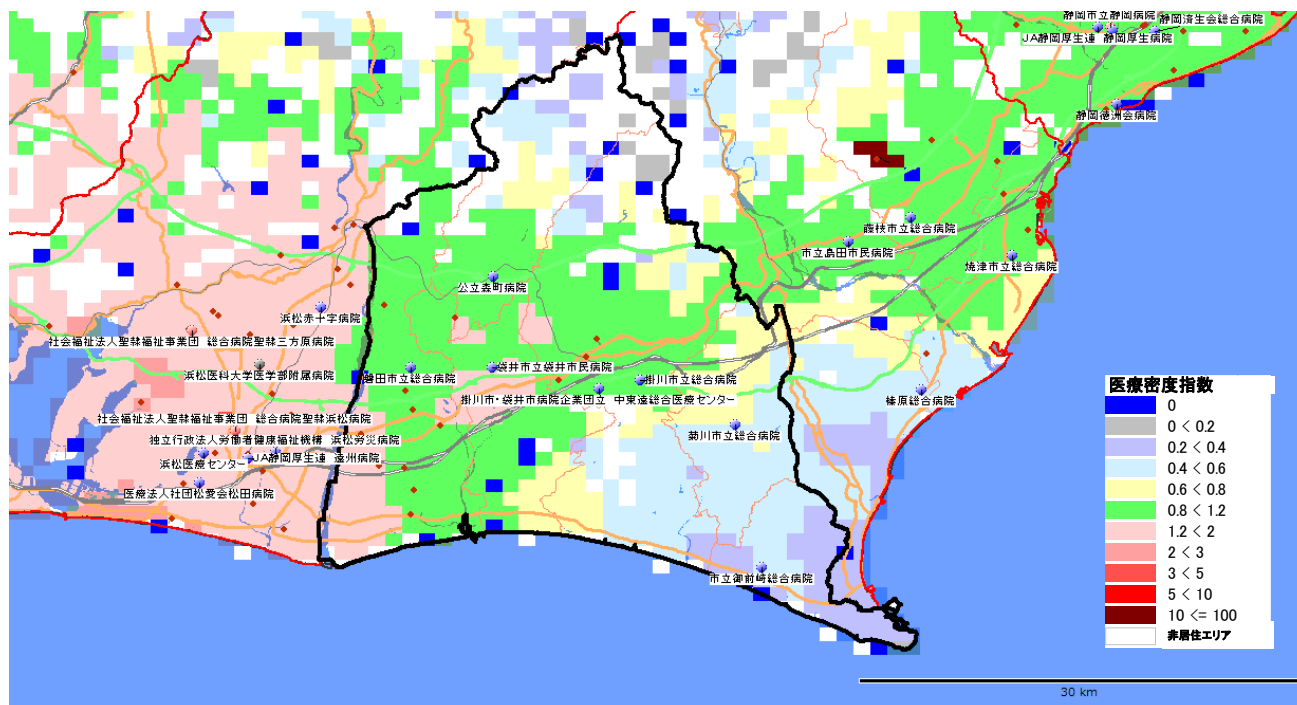 静岡市立静岡病院
静岡済生会総合病院
JA静岡厚生連 静岡厚生病院
静岡徳洲会病院
藤枝市立総合病院
市立島田市民病院
焼津市立総合病院
公立森町病院
浜松赤十字病院
社会福祉法人聖隷福祉事業団 総合病院聖隷三方原病院
浜松医科大学医学部附属病院
磐田市立総合病院
袋井市立袋井市民病院
掛川市立総合病院
掛川市・袋井市病院企業団立 中東遠総合医療センター
榛原総合病院
社会福祉法人聖隷福祉事業団 総合病院聖隷浜松病院
独立行政法人労働者健康福祉機構 浜松労災病院
菊川市立総合病院
浜松医療センター
JA静岡厚生連 遠州病院
医療法人社団松愛会松田病院
市立御前崎総合病院
医療密度指数
0
0 < 0.2
0.2 < 0.4
0.4 < 0.6
0.6 < 0.8
0.8 < 1.2
1.2 < 2
2 < 3
3 < 5
5 < 10
10 <= 100
非居住エリア
30 km